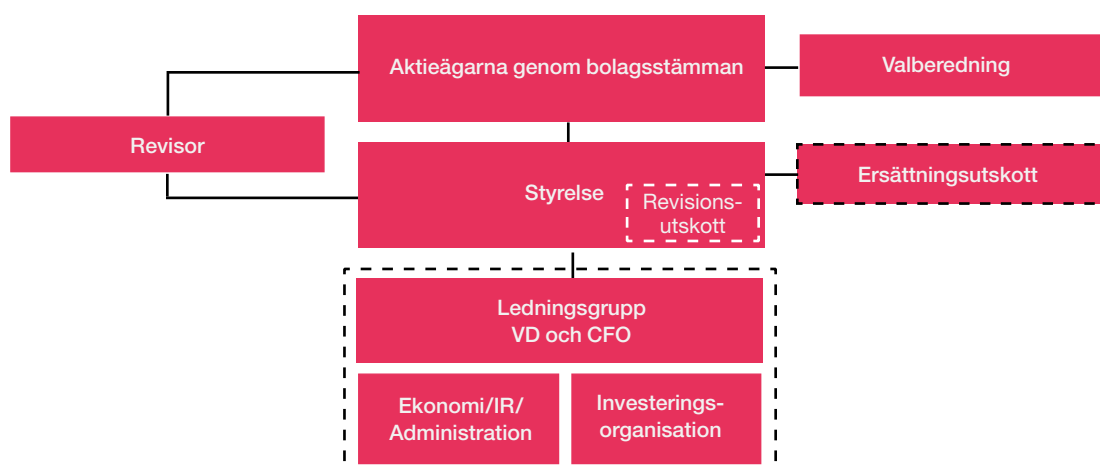 Aktieägarna genom bolagsstämman
Valberedning
Revisor
Styrelse
Revisions-
utskott
Ersättningsutskott
Ledningsgrupp
VD och CFO
Ekonomi/IR/
Administration
Investerings-
organisation